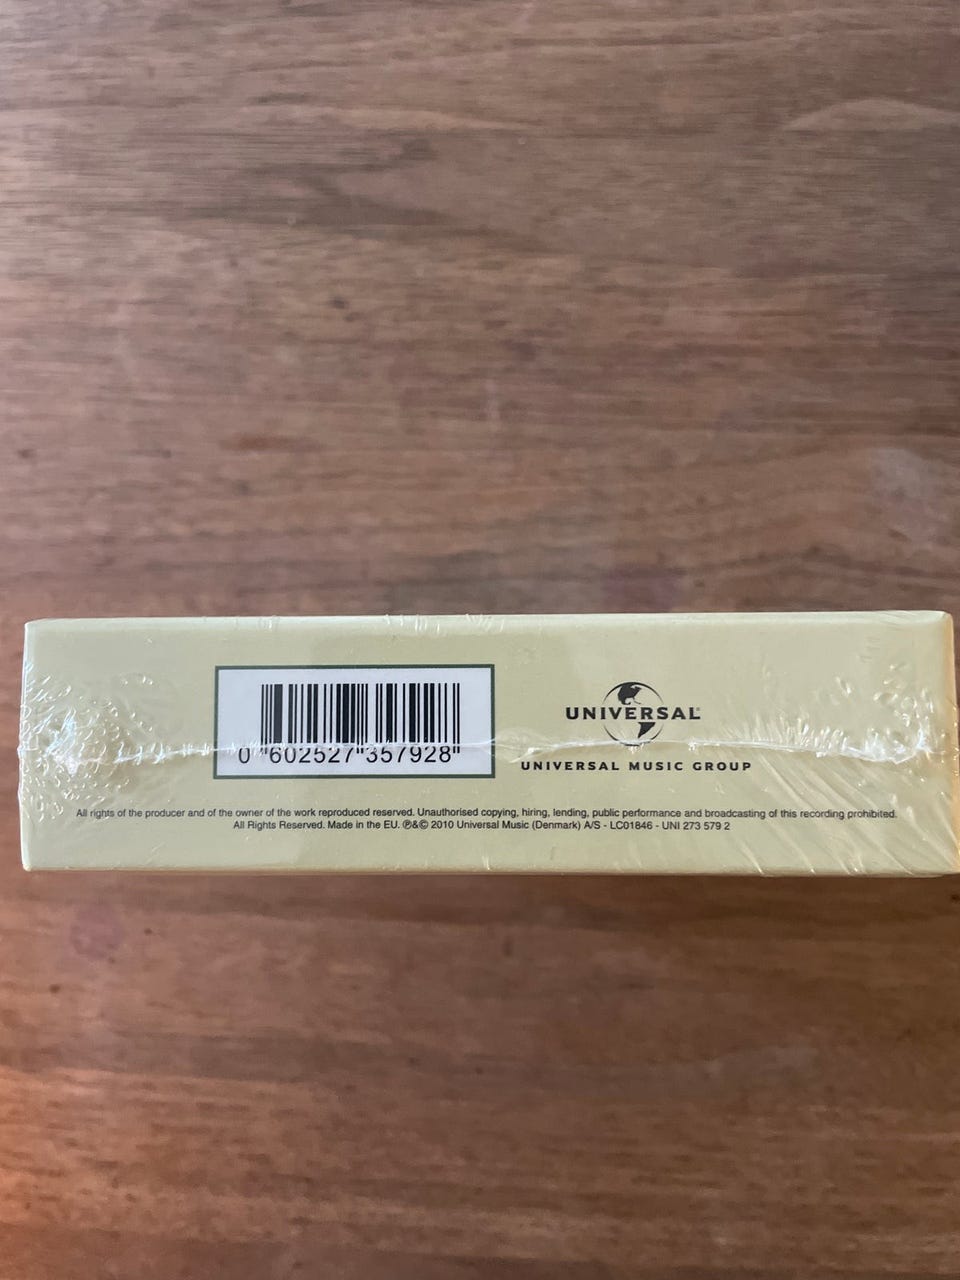 0"602527"357928"
UNIVERSAL
UNIVERSAL MUSIC GROUP
All rights of the producer and of the owner of the work reproduced reserved. Unauthorised copying, hiring, lending, public performance and broadcasting of this recording prohibited.
All Rights Reserved. Made in the EU. ℗&© 2010 Universal Music (Denmark) A/S - LC01846 - UNI 273 579 2